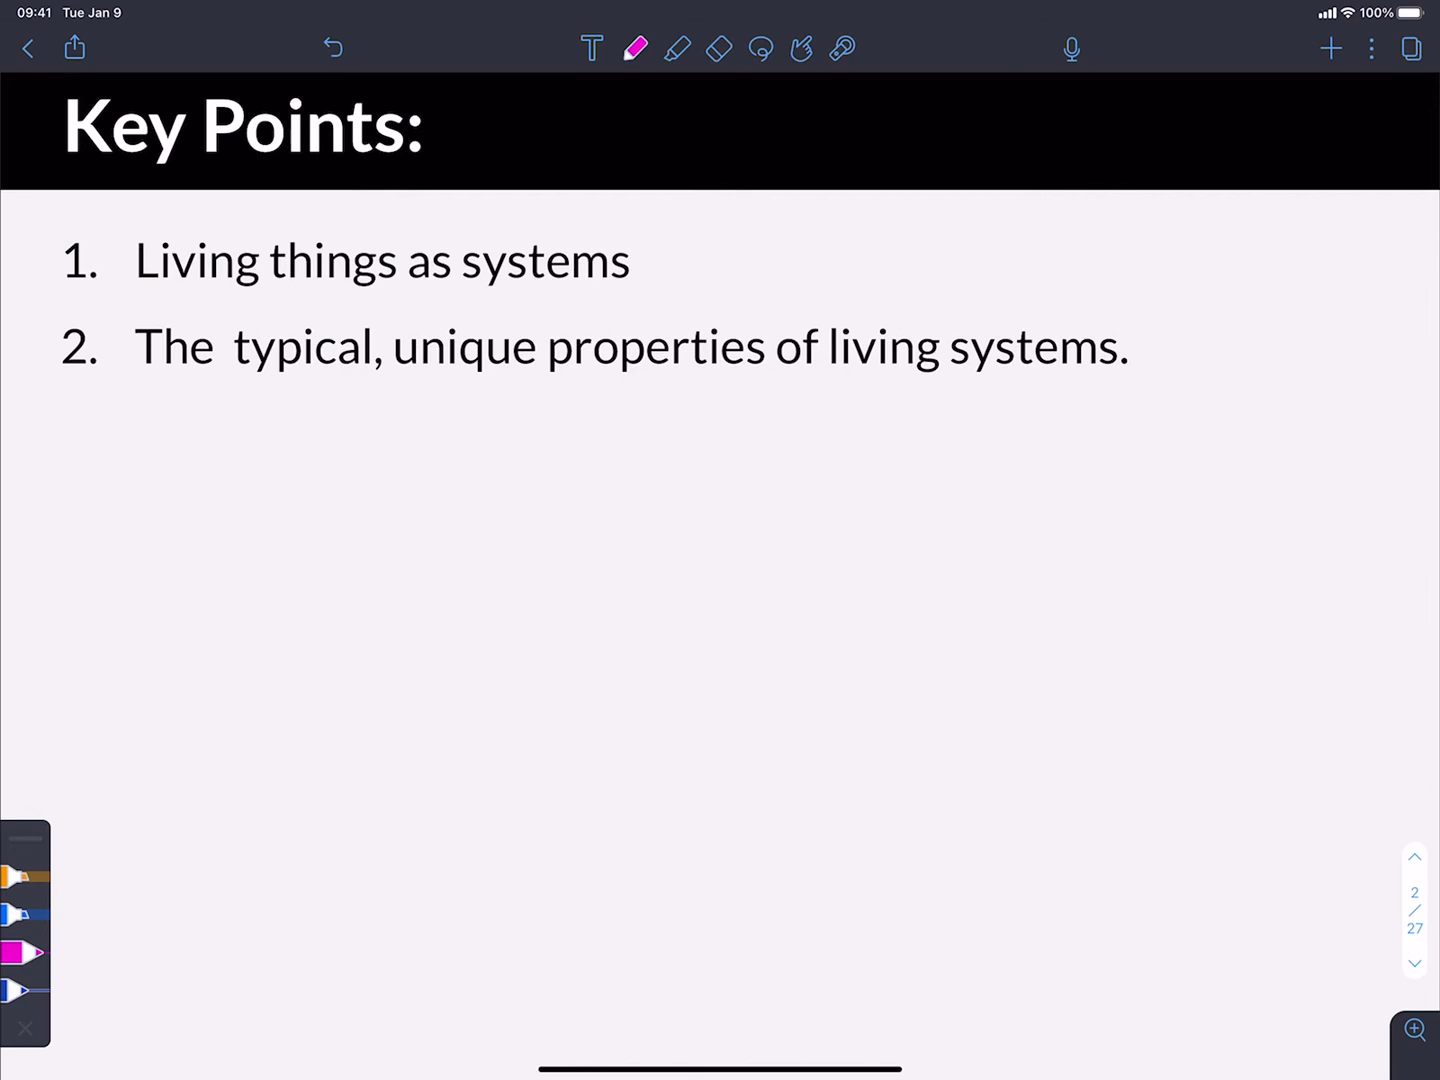 09:41 Tue Jan 9 100%
T
Key Points:
1. Living things as systems
2. The typical, unique properties of living systems.
2
/
27